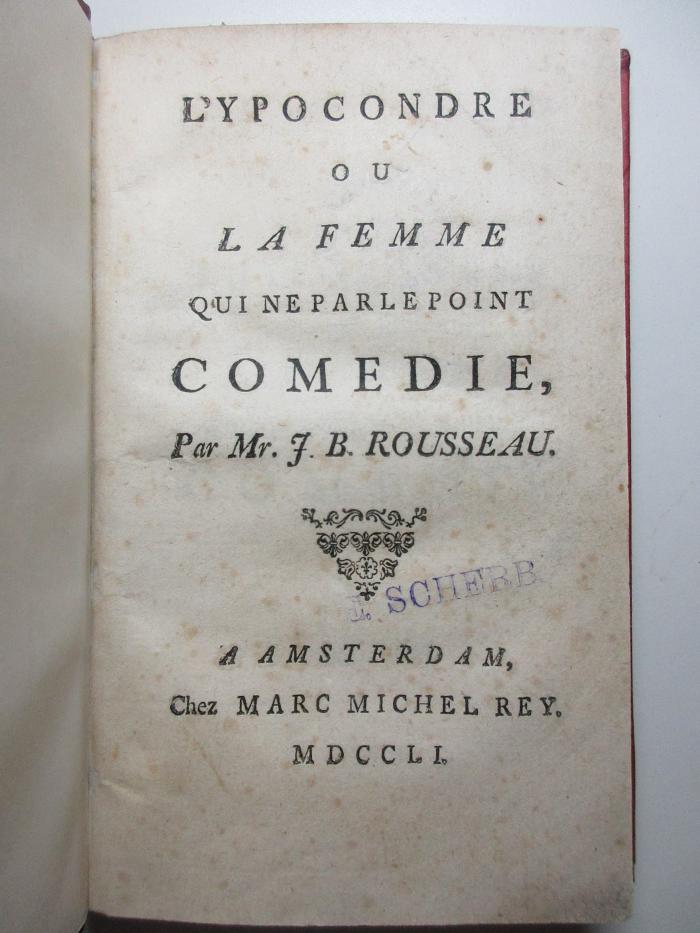 L'YPOCONDRE
OU
LA FEMME
QUI NE PARLE POINT
COMEDIE,
Par Mr. J. B. ROUSSEAU.
SCHERB
A AMSTERDAM,
Chez MARC MICHEL REY.
MDCCLI.